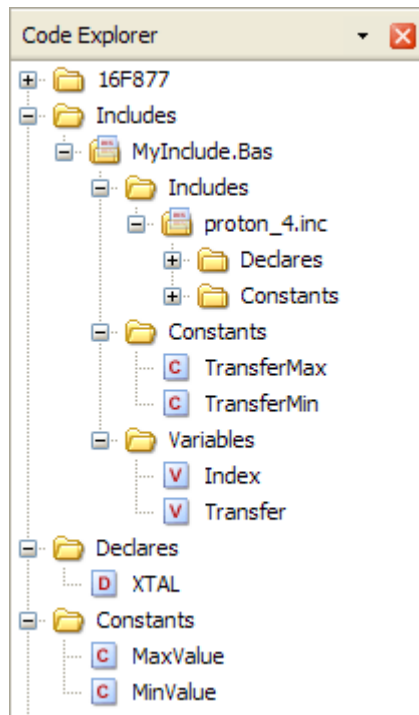 Code Explorer
16F877
Includes
MyInclude.Bas
Includes
proton_4.inc
Declares
Constants
Constants
C TransferMax
C TransferMin
Variables
V Index
V Transfer
Declares
D XTAL
Constants
C MaxValue
C MinValue